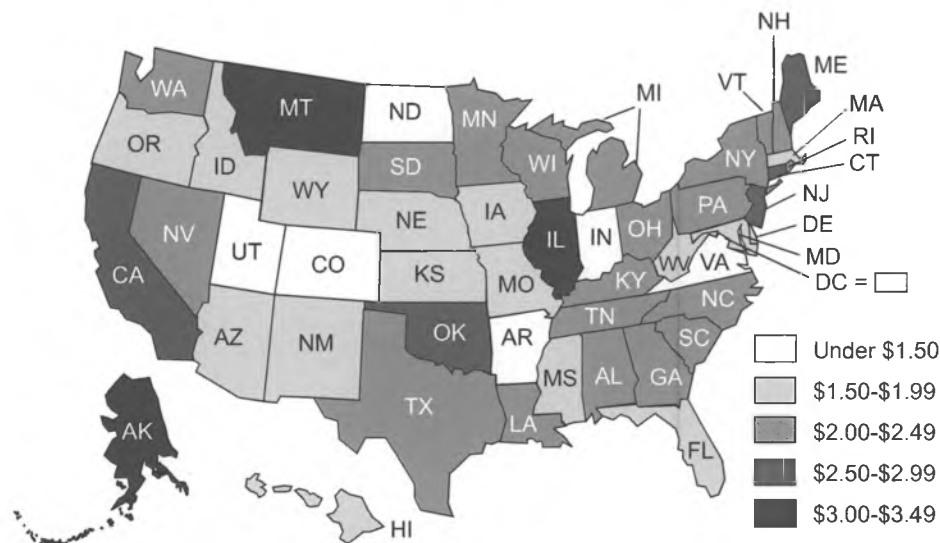 NH
ME
VT
MI
WA
MT
ND
MN
MA
OR
ID
SD
WI
NY
RI
CT
WY
IA
PA
NJ
NE
NV
IL
IN
OH
DE
UT
CO
WV
VA
MD
CA
KS
MO
KY
DC =
NC
TN
AZ
NM
OK
AR
SC
Under $1.50
MS
AL
GA
$1.50-$1.99
TX
AK
LA
$2.00-$2.49
FL
$2.50-$2.99
HI
$3.00-$3.49